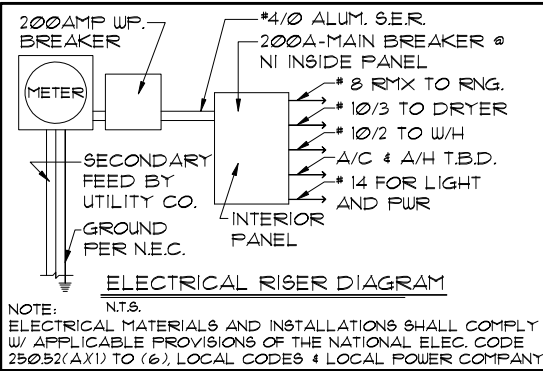 200AMP WP.
BREAKER
#4/0 ALUM. S.E.R.
200A-MAIN BREAKER @
NI INSIDE PANEL
METER
# 8 RMX TO RNG.
# 10/3 TO DRYER
# 10/2 TO W/H
A/C & A/H T.B.D.
# 14 FOR LIGHT
AND PWR
SECONDARY
FEED BY
UTILITY CO.
GROUND
PER N.E.C.
INTERIOR
PANEL
ELECTRICAL RISER DIAGRAM
N.T.S.
NOTE:
ELECTRICAL MATERIALS AND INSTALLATIONS SHALL COMPLY
W/ APPLICABLE PROVISIONS OF THE NATIONAL ELEC. CODE
250.52(AX1) TO (6), LOCAL CODES & LOCAL POWER COMPANY